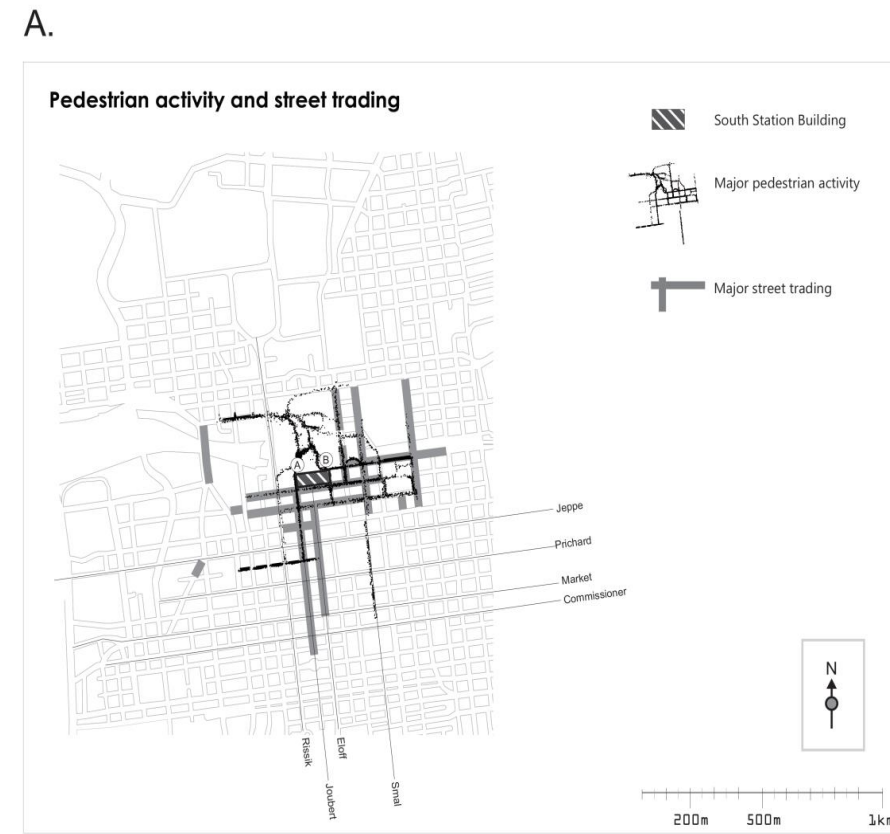 A.
Pedestrian activity and street trading
South Station Building
Major pedestrian activity
Major street trading
A
B
Jeppe
Prichard
Market
Commissioner
N
Rissik
Eloff
Joubert
Smal
200m 500m 1km